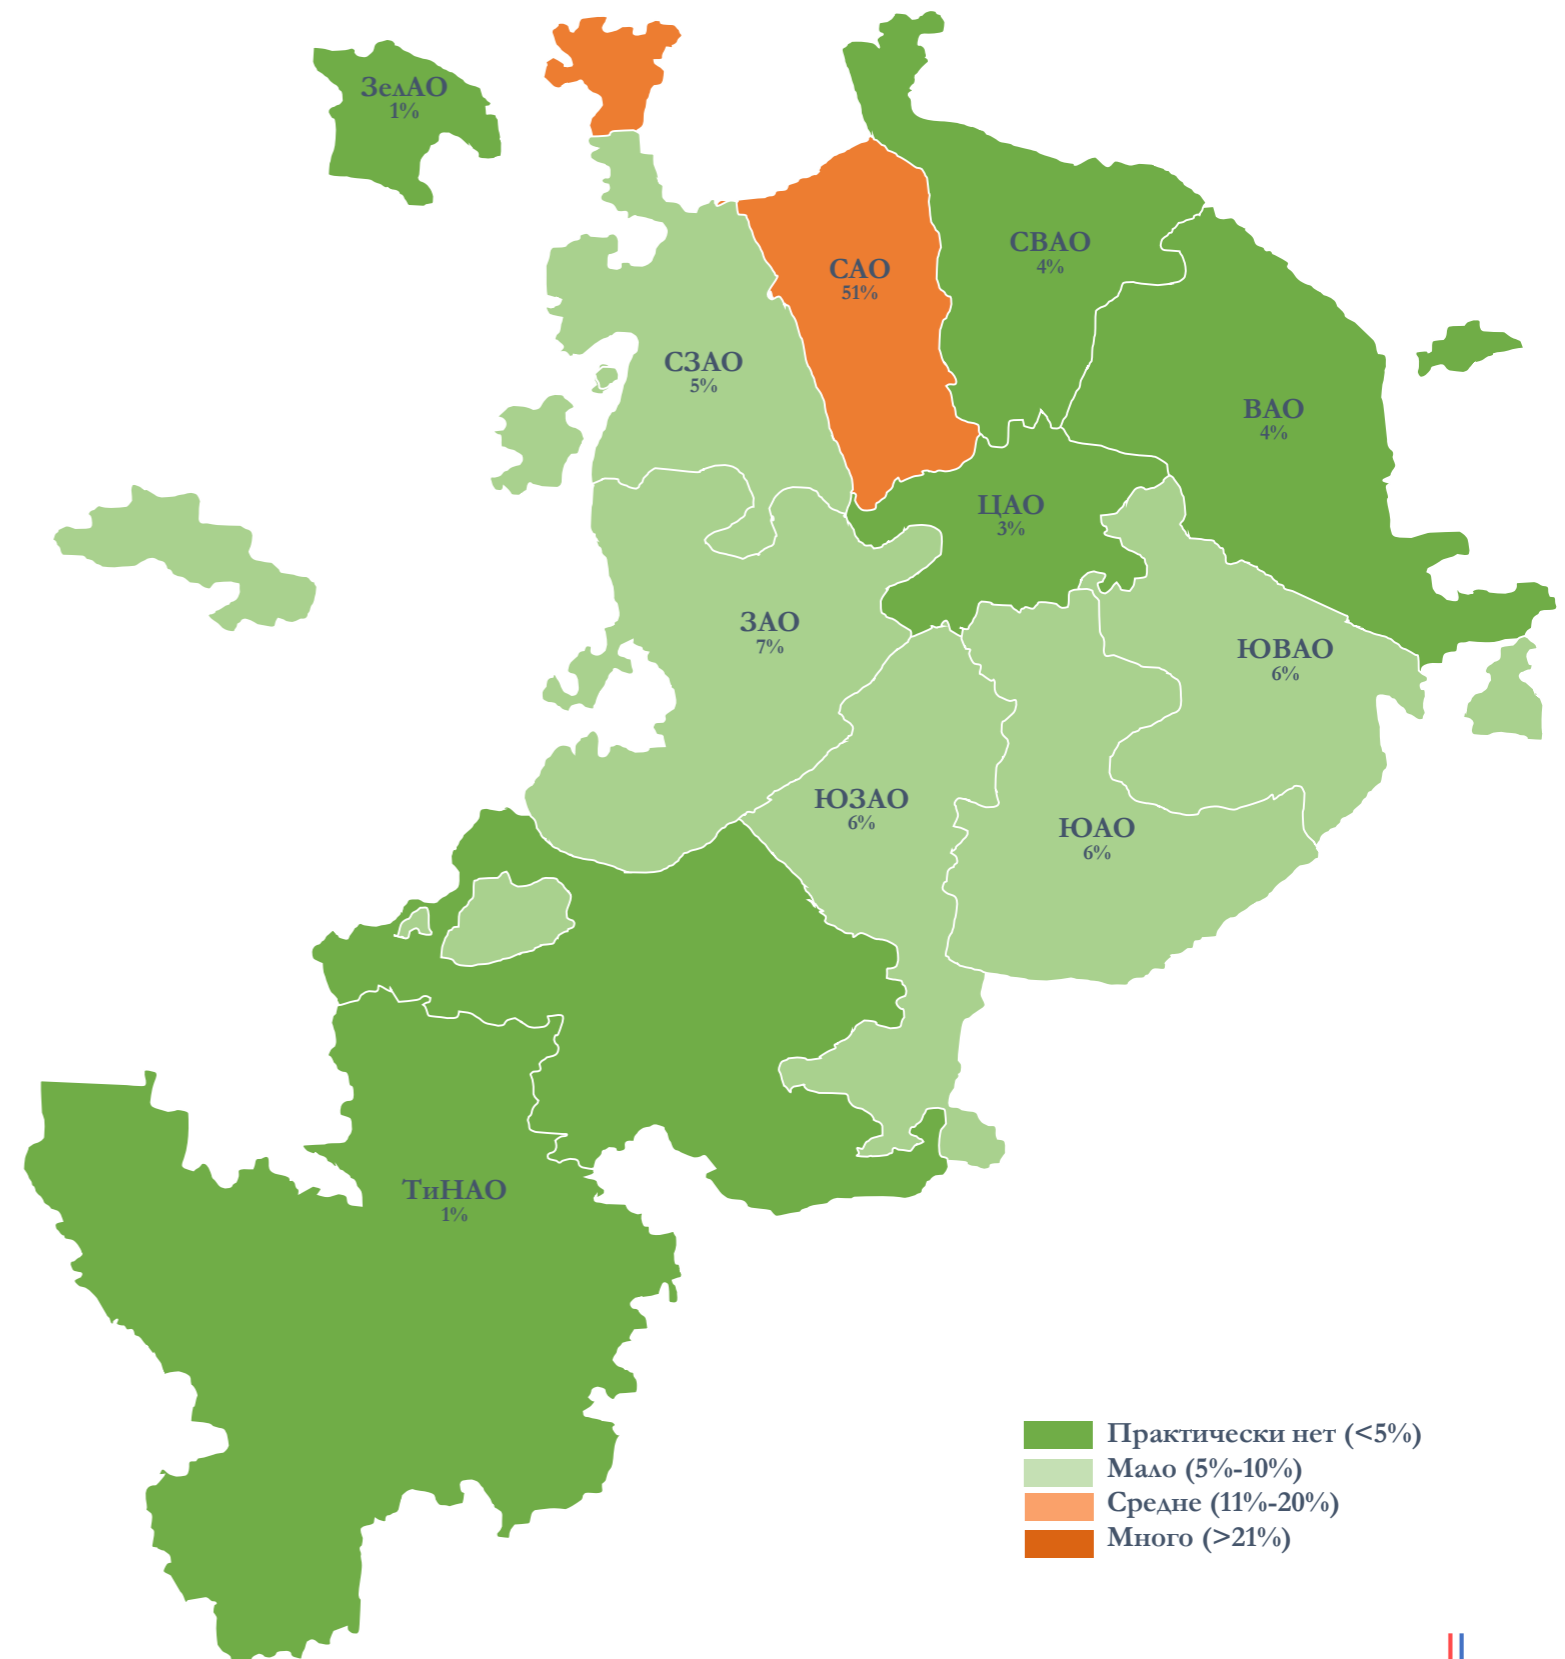 ЗелАО
1%
СВАО
4%
САО
51%
СЗАО
5%
ВАО
4%
ЦАО
3%
ЗАО
7%
ЮВАО
6%
ЮЗАО
6%
ЮАО
6%
ТиНАО
1%
Практически нет (<5%)
Мало (5%-10%)
Средне (11%-20%)
Много (>21%)